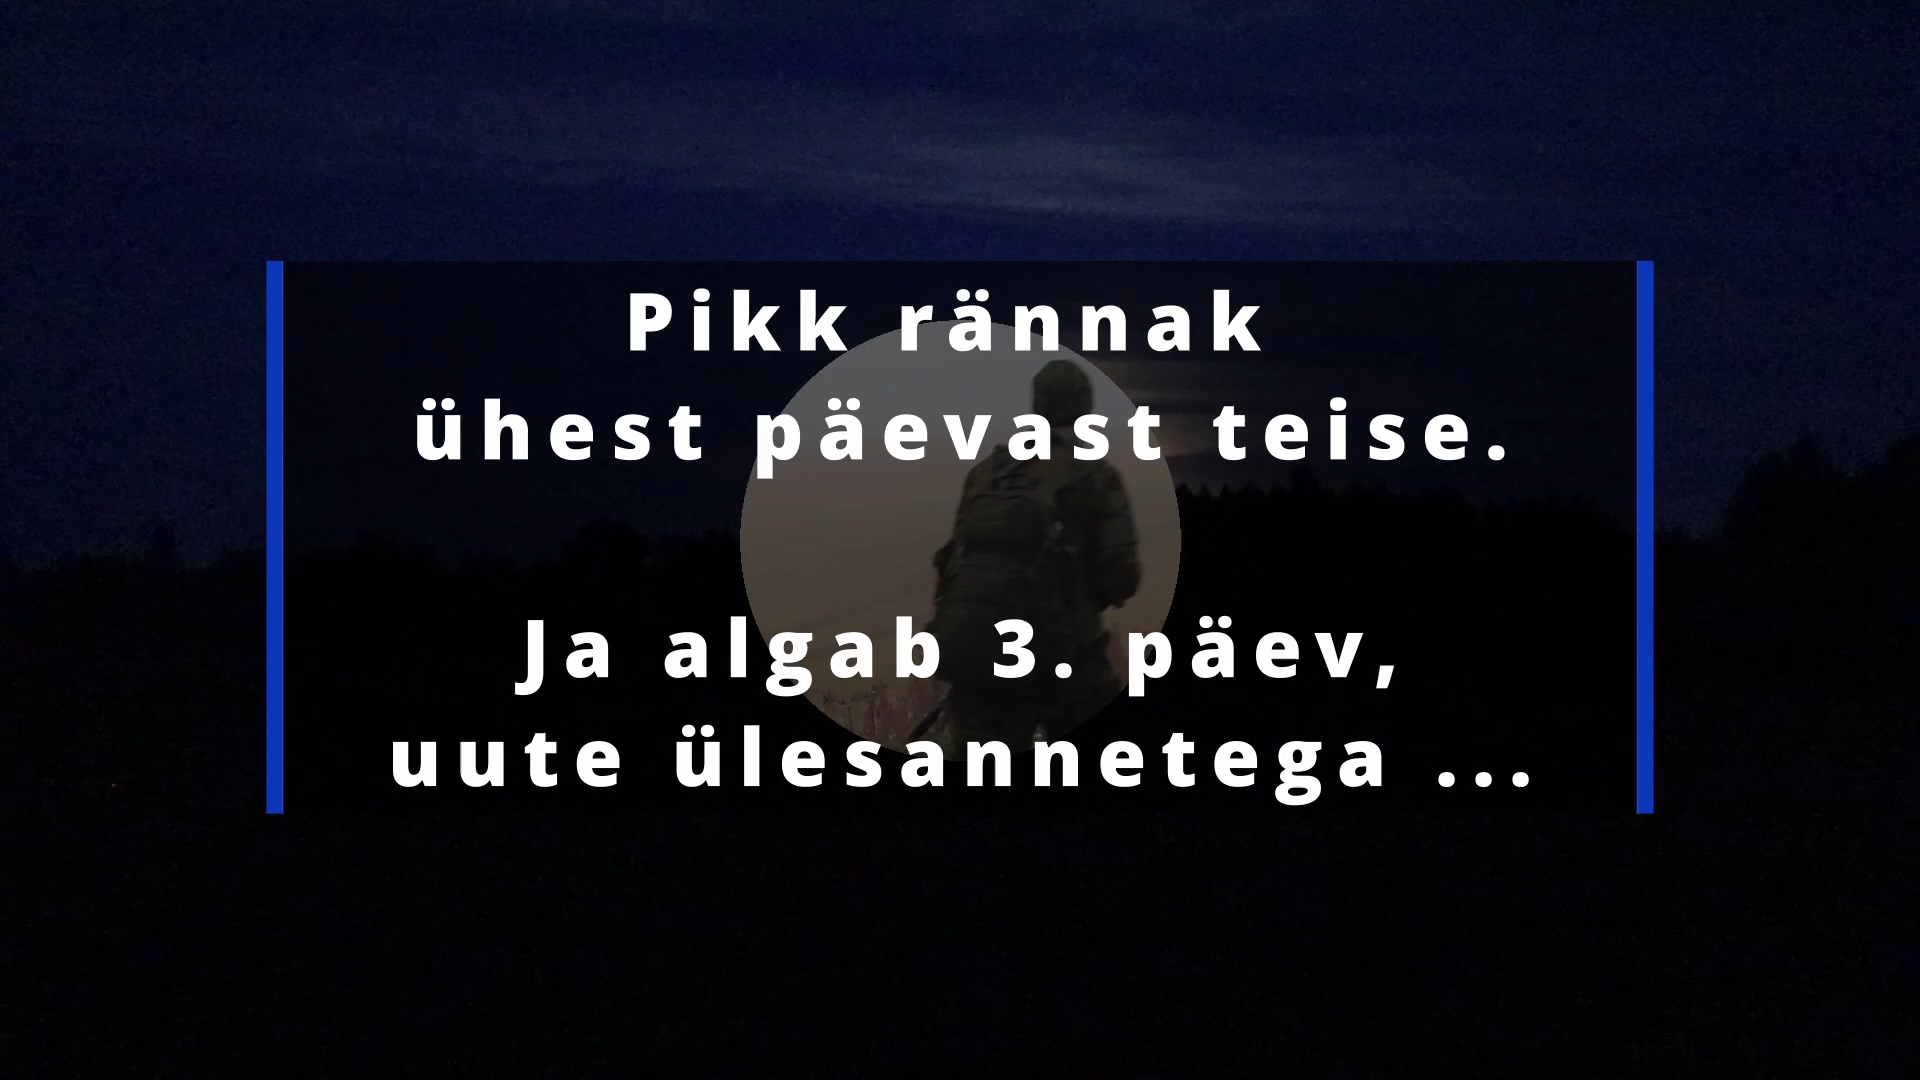 Pikk rännak
ühest päevast teise.
Ja algab 3. päev,
uute ülesannetega ...